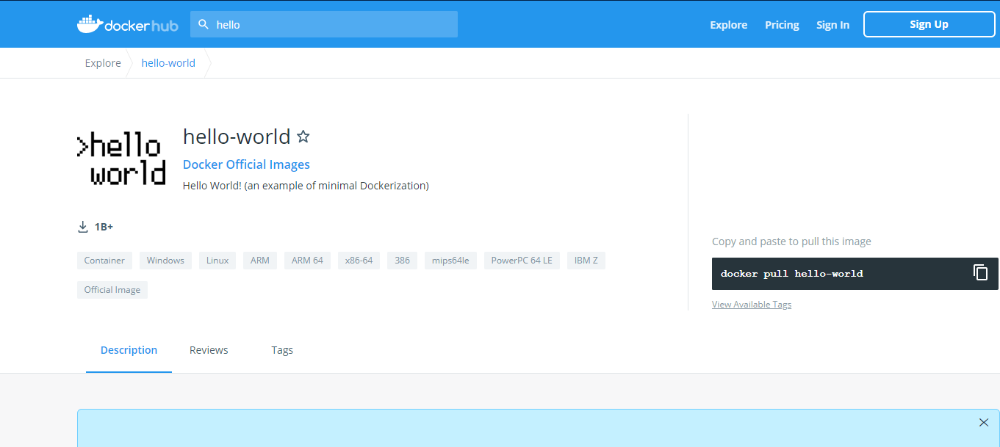 dockerhub hello Explore Pricing Sign In Sign Up
Explore hello-world
>hello
world
hello-world
Docker Official Images
Hello World! (an example of minimal Dockerization)
1B+
Container Windows Linux ARM ARM 64 x86-64 386 mips64le PowerPC 64 LE IBM Z
Official Image
Copy and paste to pull this image
docker pull hello-world
View Available Tags
Description Reviews Tags